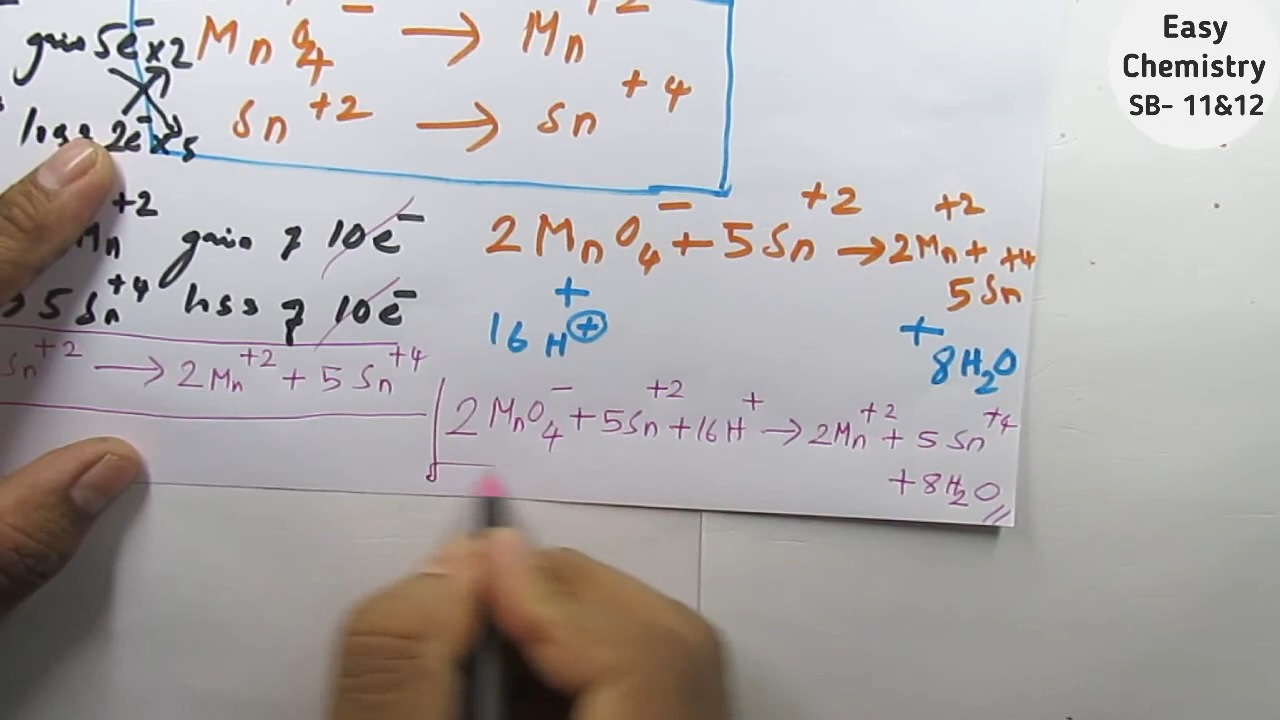 Easy
Chemistry
SB- 11&12
gain 5e⁻ x2 MnO₄⁻ → Mn⁺²
loss 2e⁻ x5 Sn⁺² → Sn⁺⁴
Mn⁺² gain of 10e⁻
5Sn⁺⁴ loss of 10e⁻
Sn⁺² → 2Mn⁺² + 5Sn⁺⁴
2MnO₄⁻ + 5Sn⁺² → 2Mn⁺² +
5Sn⁺⁴
+
16H⁺
+
8H₂O
2MnO₄⁻ + 5Sn⁺² + 16H⁺ → 2Mn⁺² + 5Sn⁺⁴
+ 8H₂O